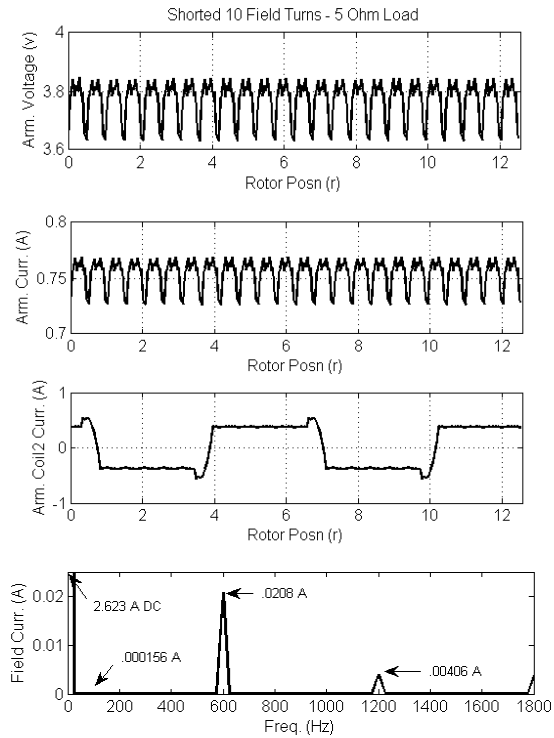 Shorted 10 Field Turns - 5 Ohm Load
Arm. Voltage (v)
4
3.8
3.6
0 2 4 6 8 10 12
Rotor Posn (r)
Arm. Curr. (A)
0.8
0.75
0.7
0 2 4 6 8 10 12
Rotor Posn (r)
Arm. Coil2 Curr. (A)
1
0
-1
0 2 4 6 8 10 12
Rotor Posn (r)
Field Curr. (A)
0.02
0.01
0
2.623 A DC
.000156 A
.0208 A
.00406 A
0 200 400 600 800 1000 1200 1400 1600 1800
Freq. (Hz)